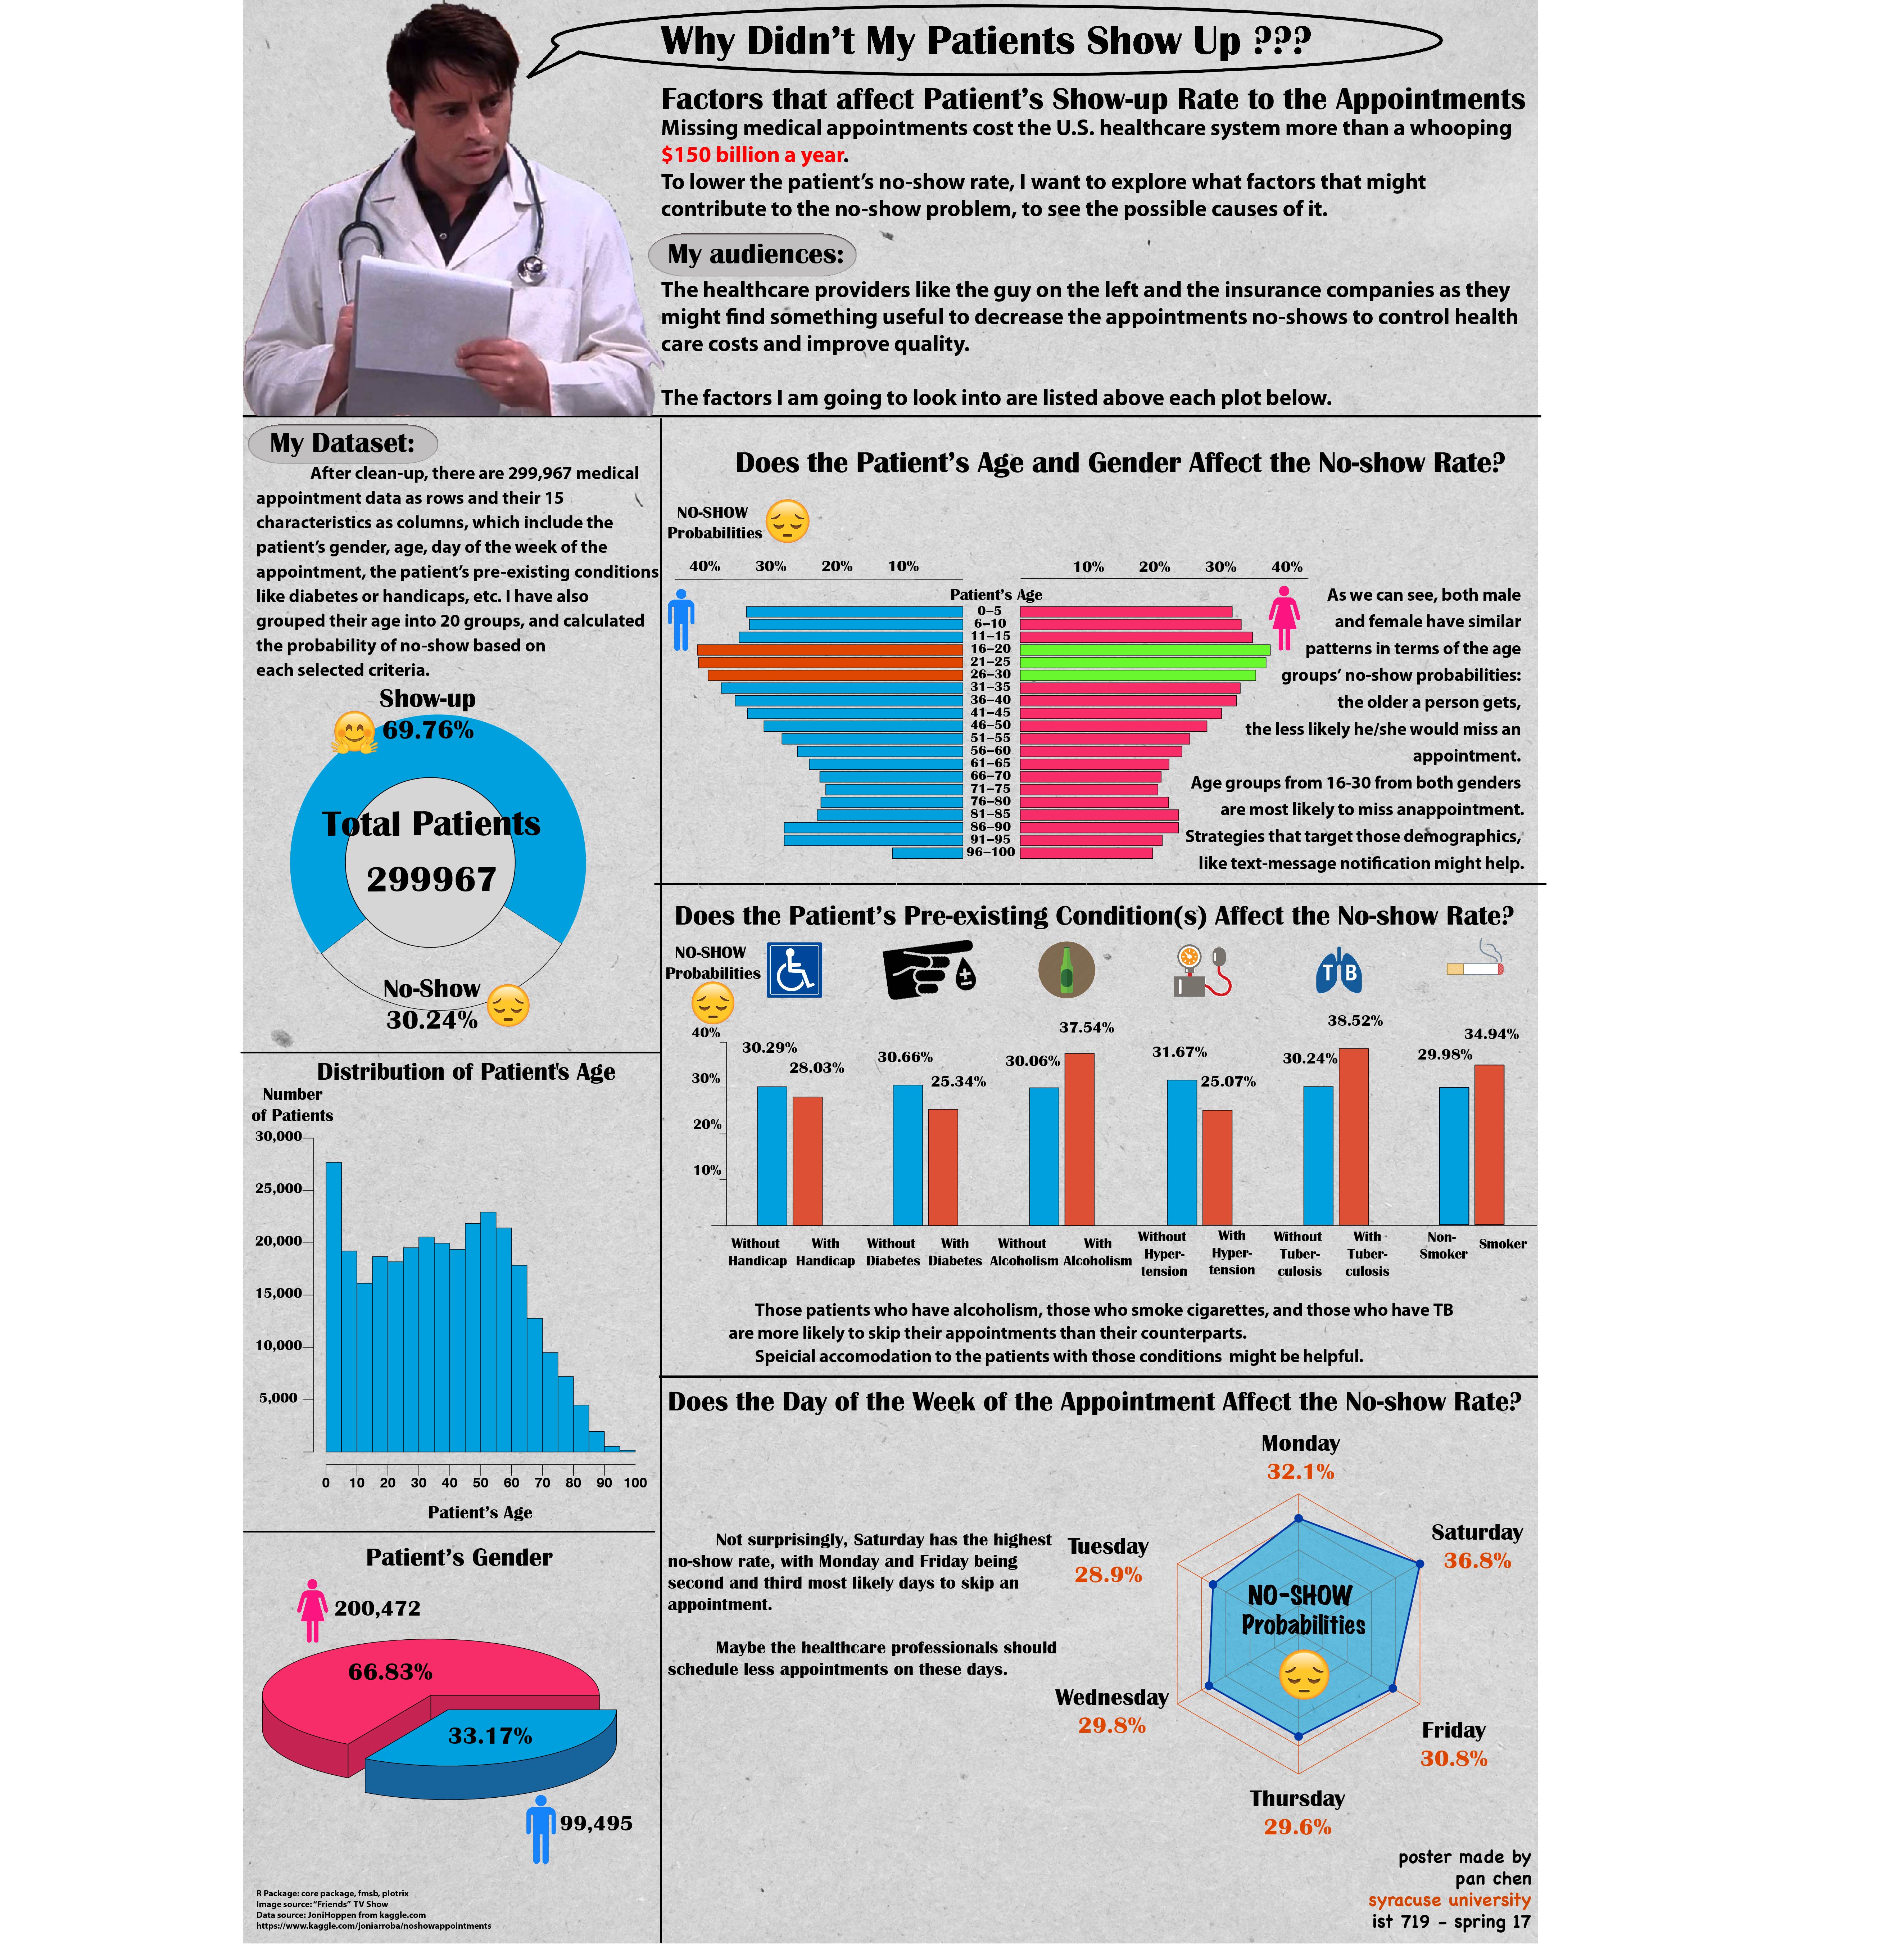 Why Didn't My Patients Show Up ???
Factors that affect Patient's Show-up Rate to the Appointments
Missing medical appointments cost the U.S. healthcare system more than a whooping
$150 billion a year.
To lower the patient's no-show rate, I want to explore what factors that might
contribute to the no-show problem, to see the possible causes of it.
My audiences:
The healthcare providers like the guy on the left and the insurance companies as they
might find something useful to decrease the appointments no-shows to control health
care costs and improve quality.
The factors I am going to look into are listed above each plot below.
My Dataset:
After clean-up, there are 299,967 medical
appointment data as rows and their 15
characteristics as columns, which include the
patient's gender, age, day of the week of the
appointment, the patient's pre-existing conditions
like diabetes or handicaps, etc. I have also
grouped their age into 20 groups, and calculated
the probability of no-show based on
each selected criteria.
Show-up
69.76%
Total Patients
299967
No-Show
30.24%
Distribution of Patient's Age
Number
of Patients
30,000
25,000
20,000
15,000
10,000
5,000
0 10 20 30 40 50 60 70 80 90 100
Patient's Age
Patient's Gender
200,472
66.83%
33.17%
99,495
R Package: core package, fmsb, plotrix
Image source: "Friends" TV Show
Data source: JoniHoppen from kaggle.com
https://www.kaggle.com/joniarroba/noshowappointments
Does the Patient's Age and Gender Affect the No-show Rate?
NO-SHOW
Probabilities
40% 30% 20% 10% 10% 20% 30% 40%
Patient's Age
0–5
6–10
11–15
16–20
21–25
26–30
31–35
36–40
41–45
46–50
51–55
56–60
61–65
66–70
71–75
76–80
81–85
86–90
91–95
96–100
As we can see, both male
and female have similar
patterns in terms of the age
groups' no-show probabilities:
the older a person gets,
the less likely he/she would miss an
appointment.
Age groups from 16-30 from both genders
are most likely to miss anappointment.
Strategies that target those demographics,
like text-message notification might help.
Does the Patient's Pre-existing Condition(s) Affect the No-show Rate?
NO-SHOW
Probabilities
T B
40%
30%
20%
10%
30.29% 28.03% 30.66% 25.34% 30.06% 37.54% 31.67% 25.07% 30.24% 38.52% 29.98% 34.94%
Without Handicap
With Handicap
Without Diabetes
With Diabetes
Without Alcoholism
With Alcoholism
Without Hyper-
tension
With Hyper-
tension
Without Tuber-
culosis
With Tuber-
culosis
Non-
Smoker
Smoker
Those patients who have alcoholism, those who smoke cigarettes, and those who have TB
are more likely to skip their appointments than their counterparts.
Speicial accomodation to the patients with those conditions might be helpful.
Does the Day of the Week of the Appointment Affect the No-show Rate?
Not surprisingly, Saturday has the highest
no-show rate, with Monday and Friday being
second and third most likely days to skip an
appointment.
Maybe the healthcare professionals should
schedule less appointments on these days.
Monday
32.1%
Tuesday
28.9%
Saturday
36.8%
NO-SHOW
Probabilities
Wednesday
29.8%
Friday
30.8%
Thursday
29.6%
poster made by
pan chen
syracuse university
ist 719 - spring 17